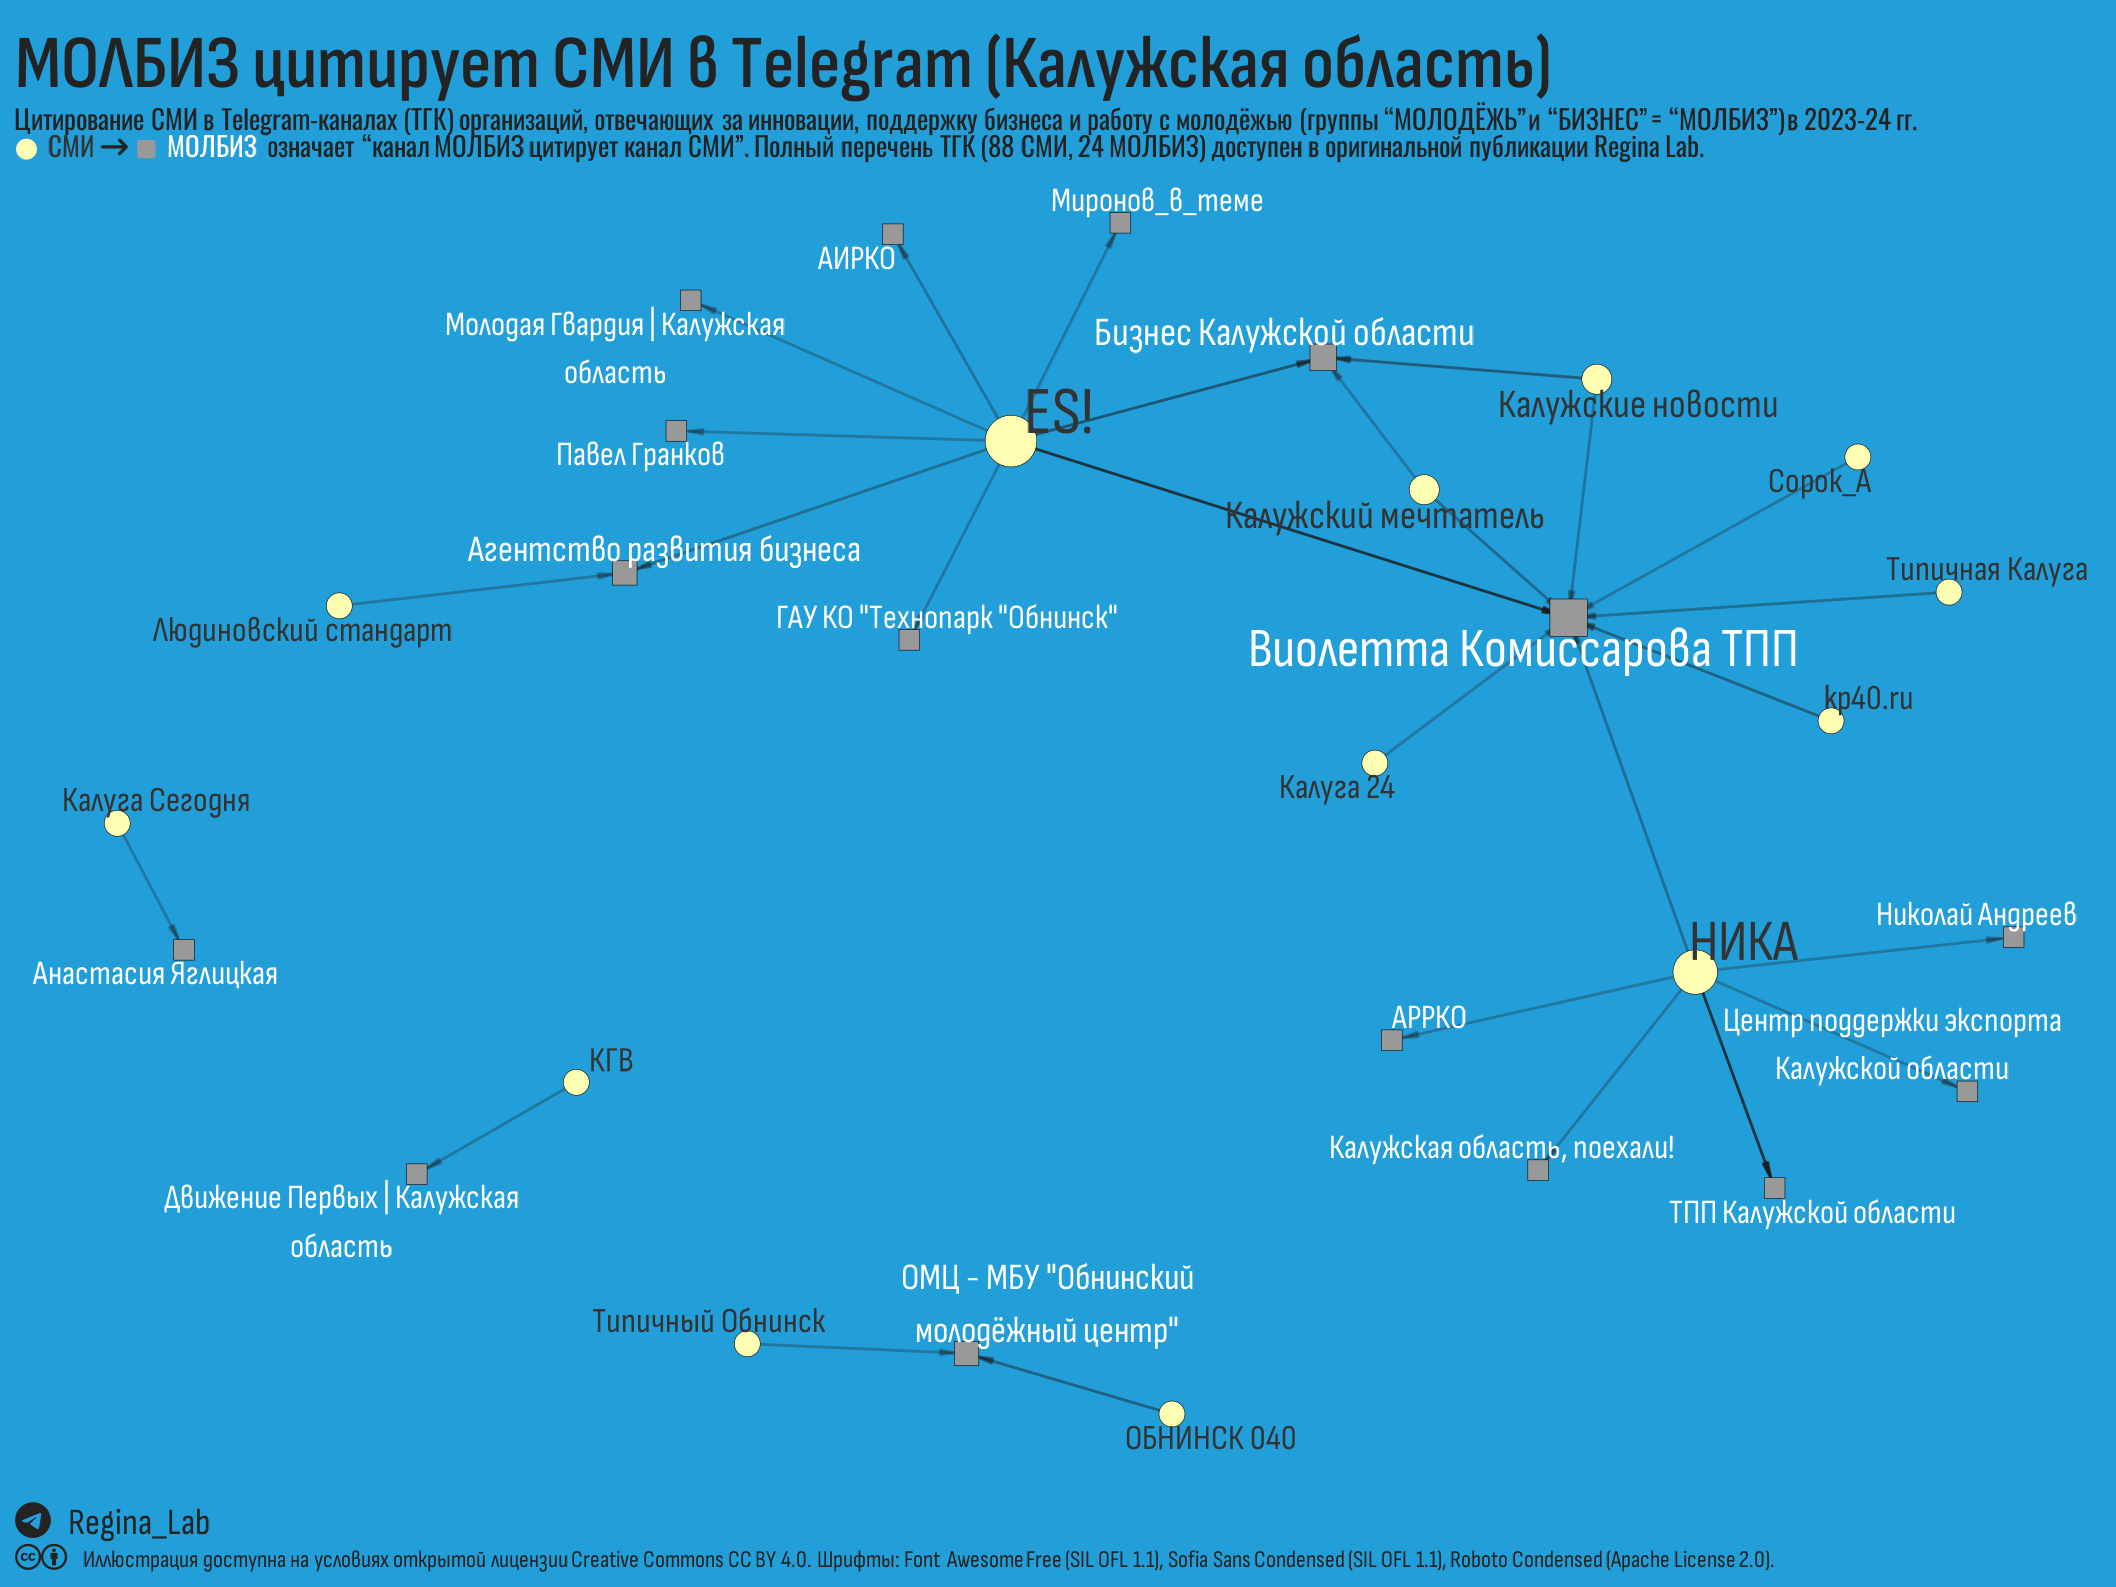 МОЛБИЗ цитирует СМИ в Telegram (Калужская область)
Цитирование СМИ в Telegram-каналах (ТГК) организаций, отвечающих за инновации, поддержку бизнеса и работу с молодёжью (группы “МОЛОДЁЖЬ” и “БИЗНЕС” = “МОЛБИЗ”) в 2023-24 гг.
СМИ → МОЛБИЗ означает “канал МОЛБИЗ цитирует канал СМИ”. Полный перечень ТГК (88 СМИ, 24 МОЛБИЗ) доступен в оригинальной публикации Regina Lab.
Миронов_в_теме
АИРКО
Молодая Гвардия | Калужская
область
Бизнес Калужской области
ES!
Калужские новости
Павел Гранков
Сорок_А
Калужский мечтатель
Агентство развития бизнеса
Типичная Калуга
ГАУ КО "Технопарк "Обнинск"
Людиновский стандарт
Виолетта Комиссарова ТПП
kp40.ru
Калуга 24
Калуга Сегодня
Николай Андреев
НИКА
Анастасия Яглицкая
АРРКО
Центр поддержки экспорта
Калужской области
КГВ
Калужская область, поехали!
Движение Первых | Калужская
область
ТПП Калужской области
ОМЦ - МБУ "Обнинский
молодёжный центр"
Типичный Обнинск
ОБНИНСК 040
Regina_Lab
cc Иллюстрация доступна на условиях открытой лицензии Creative Commons CC BY 4.0. Шрифты: Font Awesome Free (SIL OFL 1.1), Sofia Sans Condensed (SIL OFL 1.1), Roboto Condensed (Apache License 2.0).